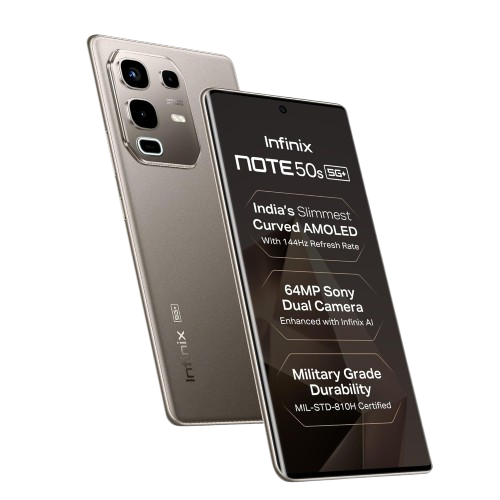 Infinix
NOTE 50s 5G+
India's Slimmest
Curved AMOLED
With 144Hz Refresh Rate
64MP Sony
Dual Camera
Enhanced with Infinix AI
Military Grade
Durability
MIL-STD-810H Certified
Infinix 5G+